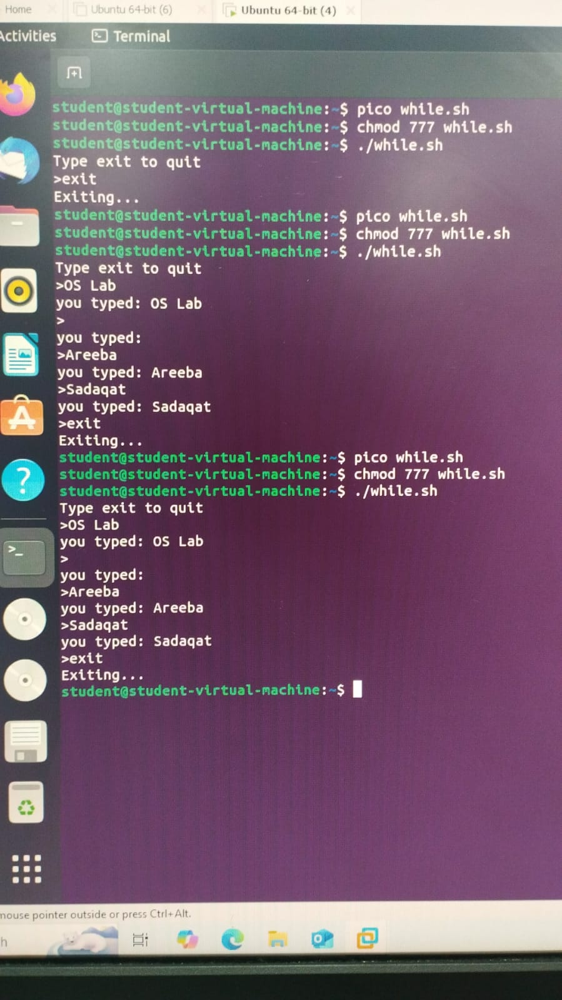 Home
Ubuntu 64-bit (6)
Ubuntu 64-bit (4)
Activities
Terminal
student@student-virtual-machine:~$ pico while.sh
student@student-virtual-machine:~$ chmod 777 while.sh
student@student-virtual-machine:~$ ./while.sh
Type exit to quit
>exit
Exiting...
student@student-virtual-machine:~$ pico while.sh
student@student-virtual-machine:~$ chmod 777 while.sh
student@student-virtual-machine:~$ ./while.sh
Type exit to quit
>OS Lab
you typed: OS Lab
>
you typed:
>Areeba
you typed: Areeba
>Sadaqat
you typed: Sadaqat
>exit
Exiting...
student@student-virtual-machine:~$ pico while.sh
student@student-virtual-machine:~$ chmod 777 while.sh
student@student-virtual-machine:~$ ./while.sh
Type exit to quit
>OS Lab
you typed: OS Lab
>
you typed:
>Areeba
you typed: Areeba
>Sadaqat
you typed: Sadaqat
>exit
Exiting...
student@student-virtual-machine:~$
mouse pointer outside or press Ctrl+Alt.
h